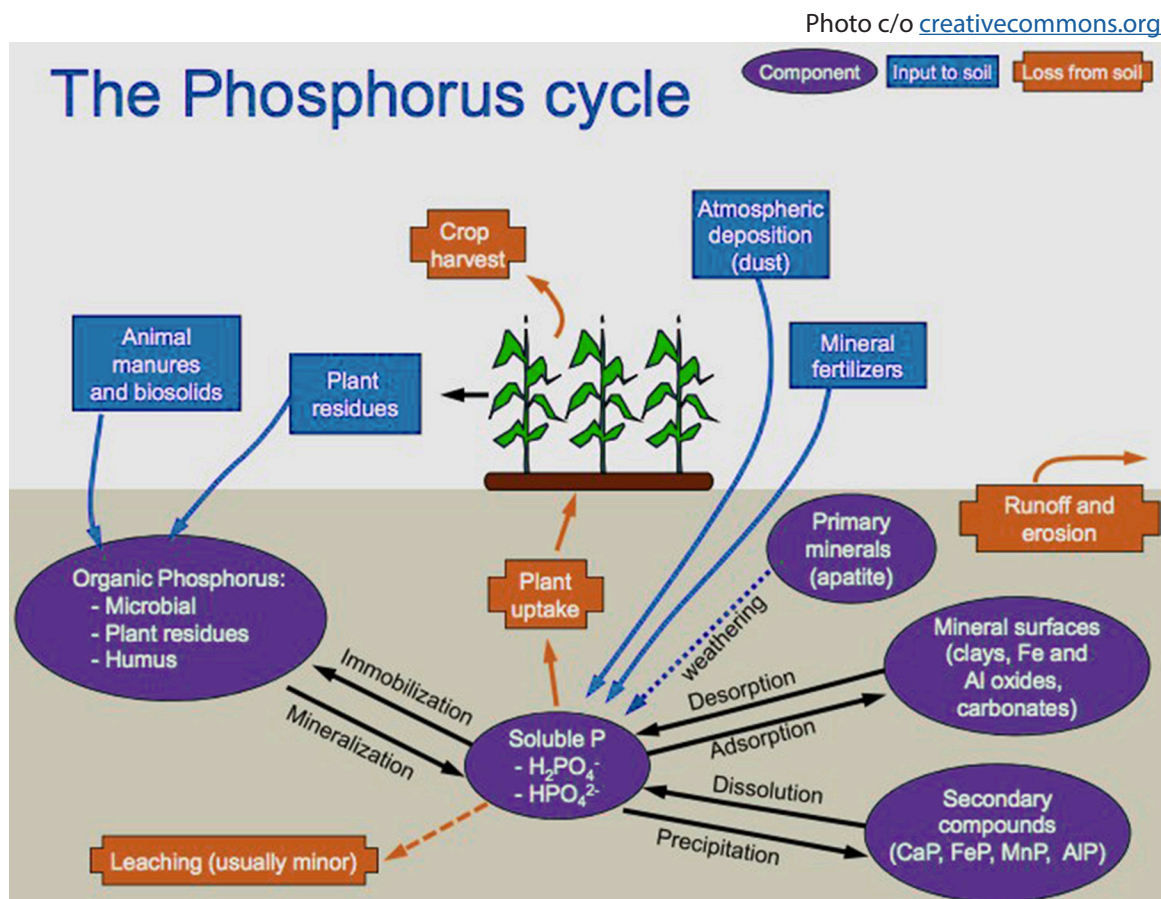 Photo c/o creativecommons.org
The Phosphorus cycle
Component
Input to soil
Loss from soil
Atmospheric
deposition
(dust)
Crop
harvest
Animal
manures
and biosolids
Plant
residues
Mineral
fertilizers
Runoff and
erosion
Primary
minerals
(apatite)
Organic Phosphorus:
- Microbial
- Plant residues
- Humus
Plant
uptake
weathering
Mineral surfaces
(clays, Fe and
Al oxides,
carbonates)
Immobilization
Mineralization
Desorption
Adsorption
Soluble P
- H₂PO₄⁻
- HPO₄²⁻
Dissolution
Precipitation
Secondary
compounds
(CaP, FeP, MnP, AlP)
Leaching (usually minor)